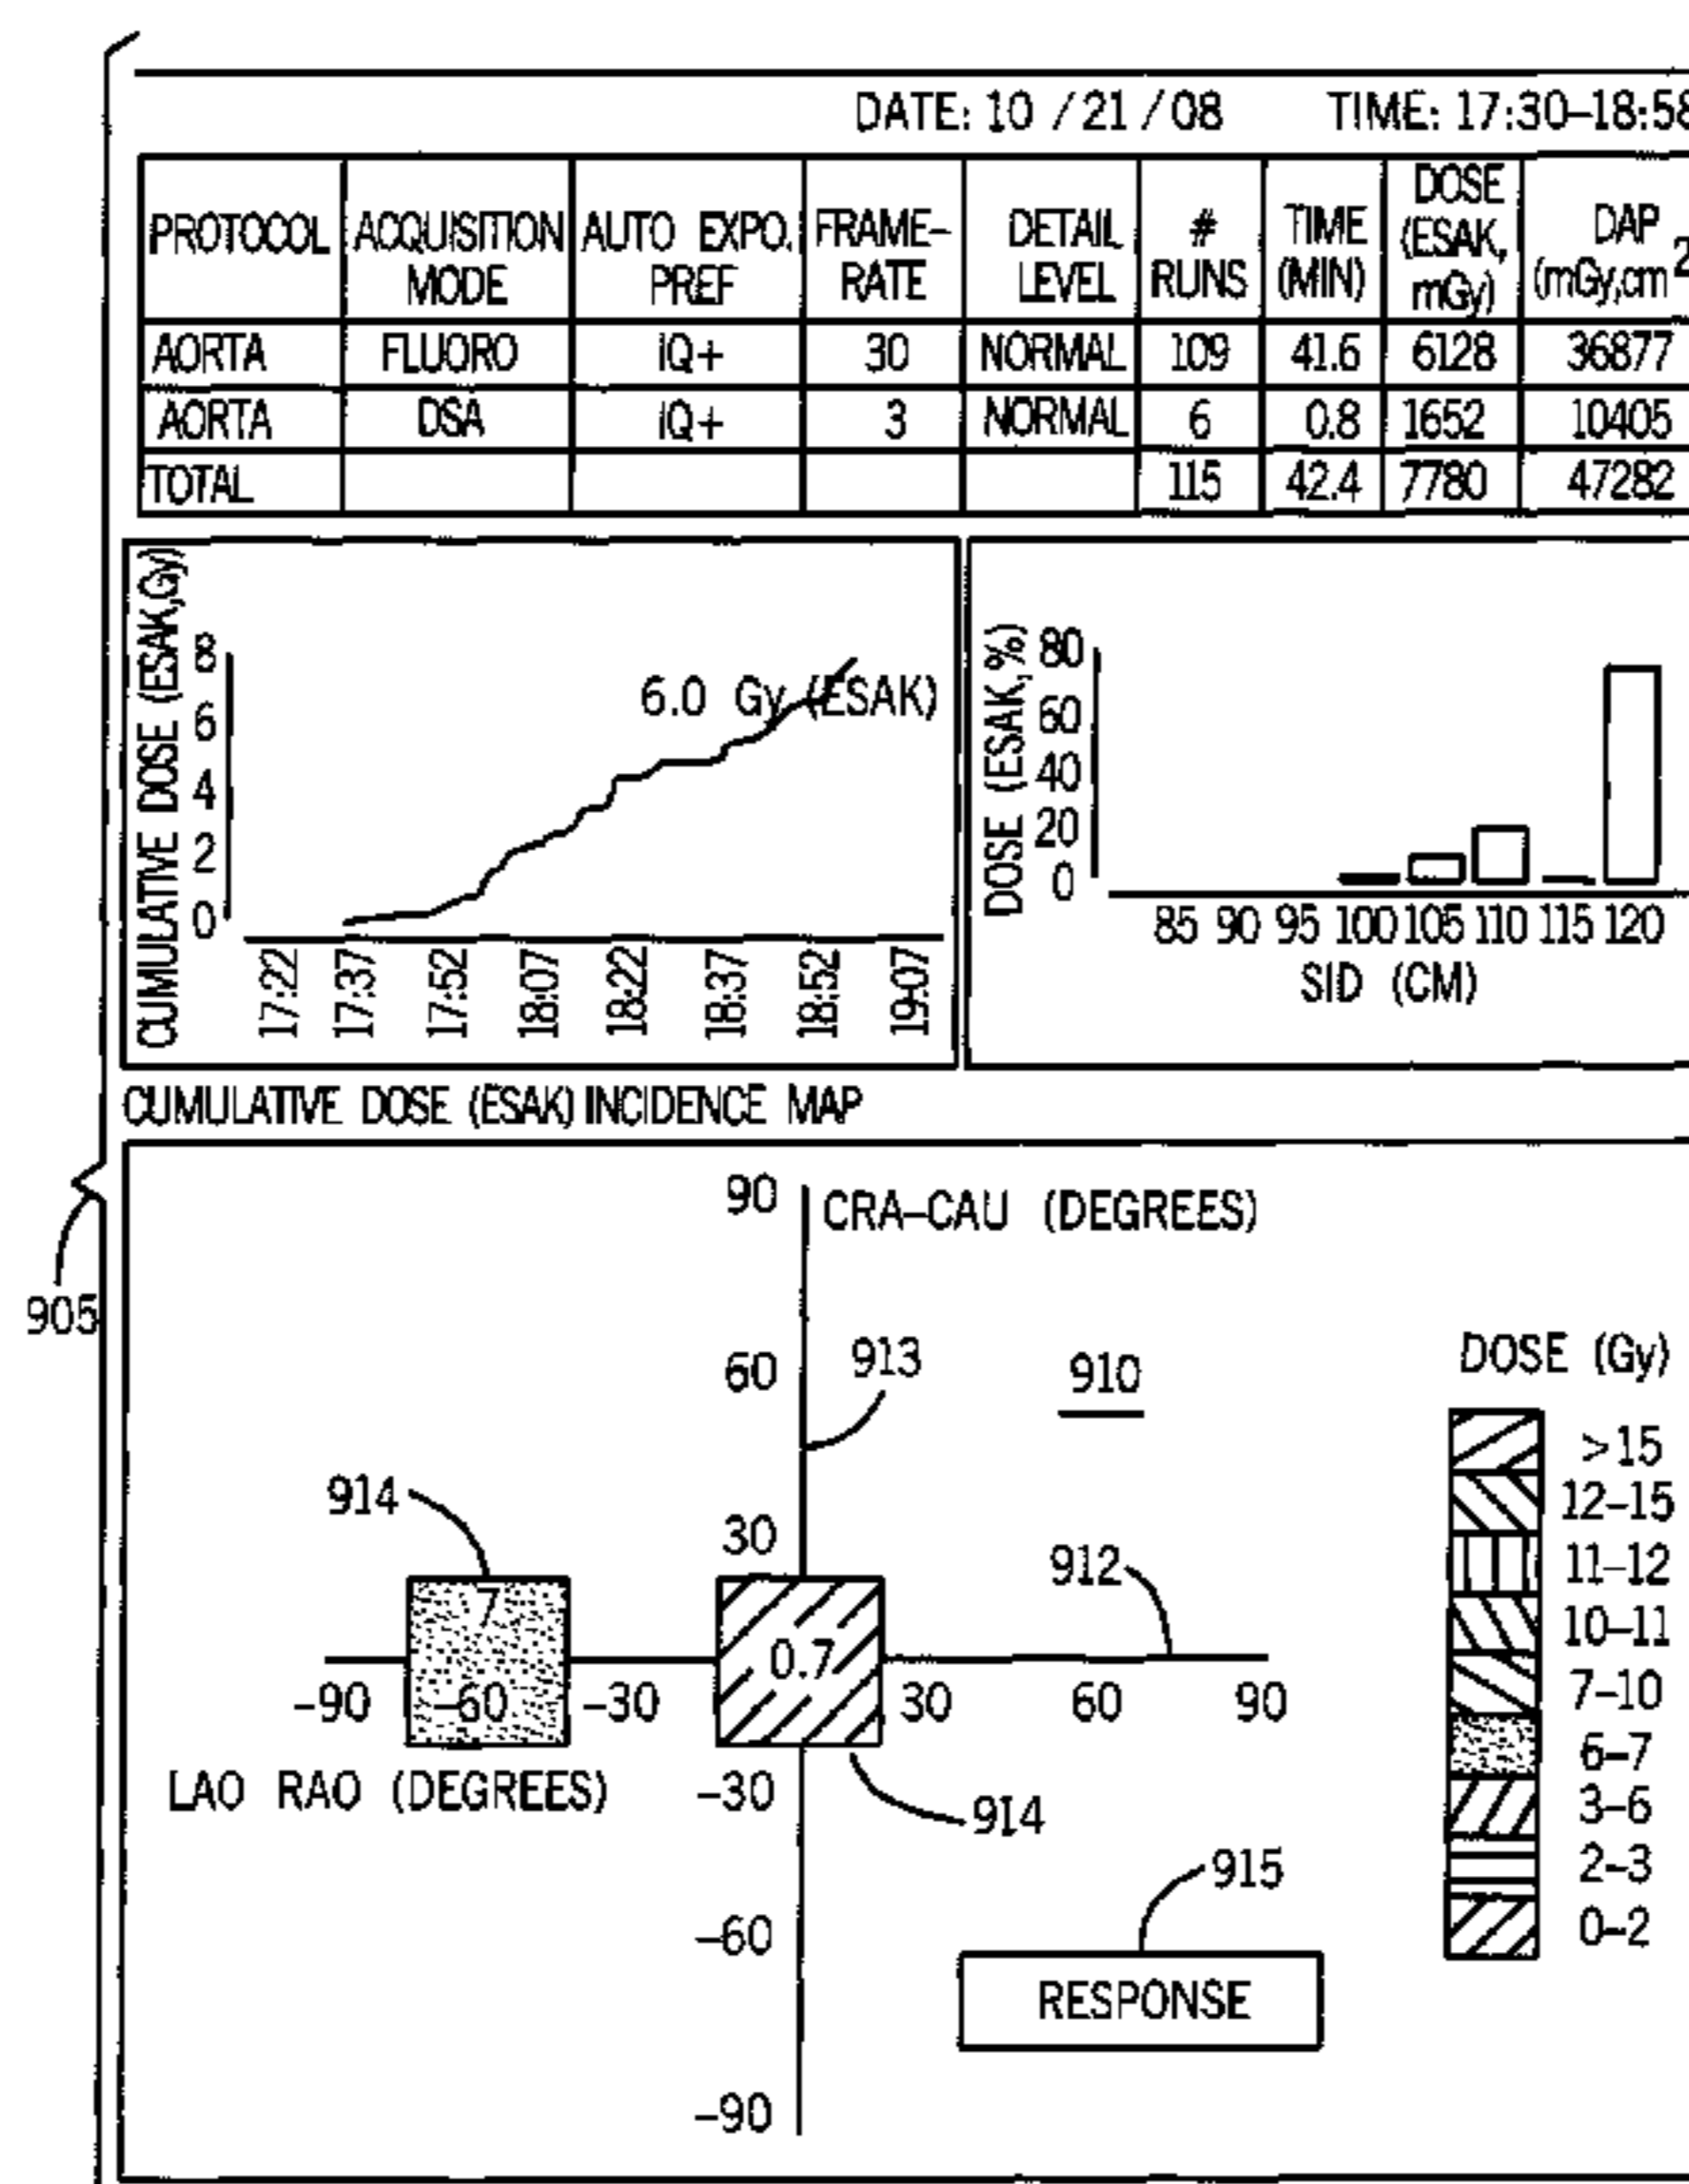 DATE: 10 / 21 / 08 TIME: 17:30–18:58
PROTOCOL ACQUISITION MODE AUTO EXPO. PREF FRAME– RATE DETAIL LEVEL # RUNS TIME (MIN) DOSE (ESAK, mGy) DAP (mGy,cm 2
AORTA FLUORO iQ+ 30 NORMAL 109 41.6 6128 36877
AORTA DSA iQ+ 3 NORMAL 6 0.8 1652 10405
TOTAL 115 42.4 7780 47282
CUMULATIVE DOSE (ESAK,Gy)
8
6
4
2
0
6.0 Gy (ESAK)
17:22 17:37 17:52 18:07 18:22 18:37 18:52 19:07
DOSE (ESAK,%)
80
60
40
20
0
85 90 95 100 105 110 115 120
SID (CM)
CUMULATIVE DOSE (ESAK) INCIDENCE MAP
905
90 CRA–CAU (DEGREES)
60 913 910
914
30
912
7
0.7
–90 –60 –30 30 60 90
LAO RAO (DEGREES)
–30
914
915
–60
RESPONSE
–90
DOSE (Gy)
>15
12–15
11–12
10–11
7–10
6–7
3–6
2–3
0–2